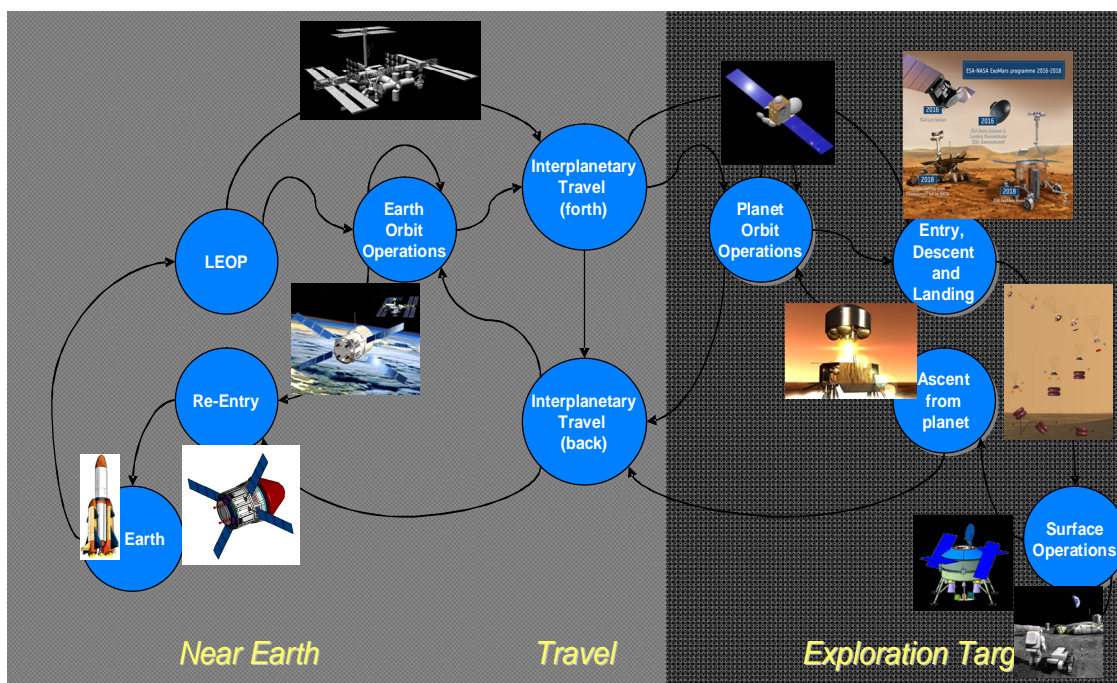 ESA-NASA ExoMars programme 2016-2018
2016
2016
2018
2018
Interplanetary
Travel
(forth)
Earth
Orbit
Operations
Planet
Orbit
Operations
LEOP
Entry,
Descent
and
Landing
Re-Entry
Interplanetary
Travel
(back)
Ascent
from
planet
Earth
Surface
Operations
Near Earth
Travel
Exploration Targ